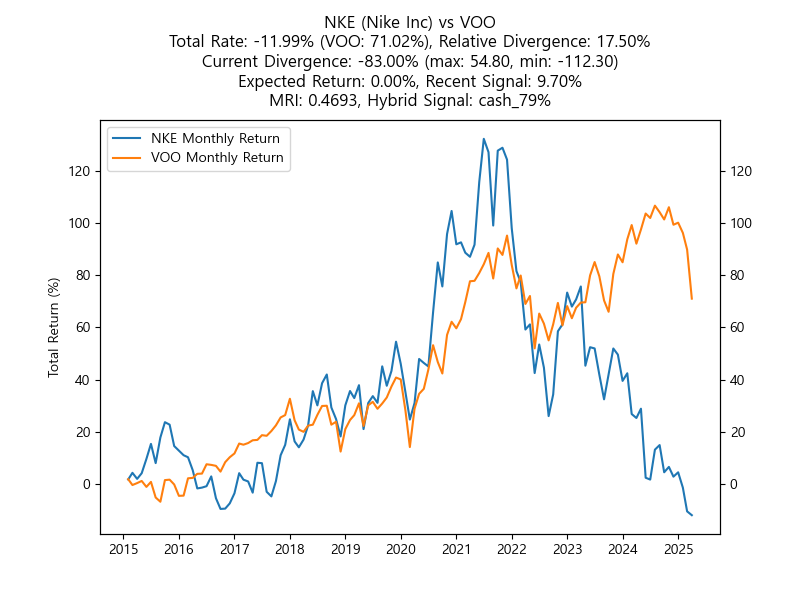 NKE (Nike Inc) vs VOO
Total Rate: -11.99% (VOO: 71.02%), Relative Divergence: 17.50%
Current Divergence: -83.00% (max: 54.80, min: -112.30)
Expected Return: 0.00%, Recent Signal: 9.70%
MRI: 0.4693, Hybrid Signal: cash_79%
NKE Monthly Return
VOO Monthly Return
Total Return (%)
120
100
80
60
40
20
0
120
100
80
60
40
20
0
2015 2016 2017 2018 2019 2020 2021 2022 2023 2024 2025